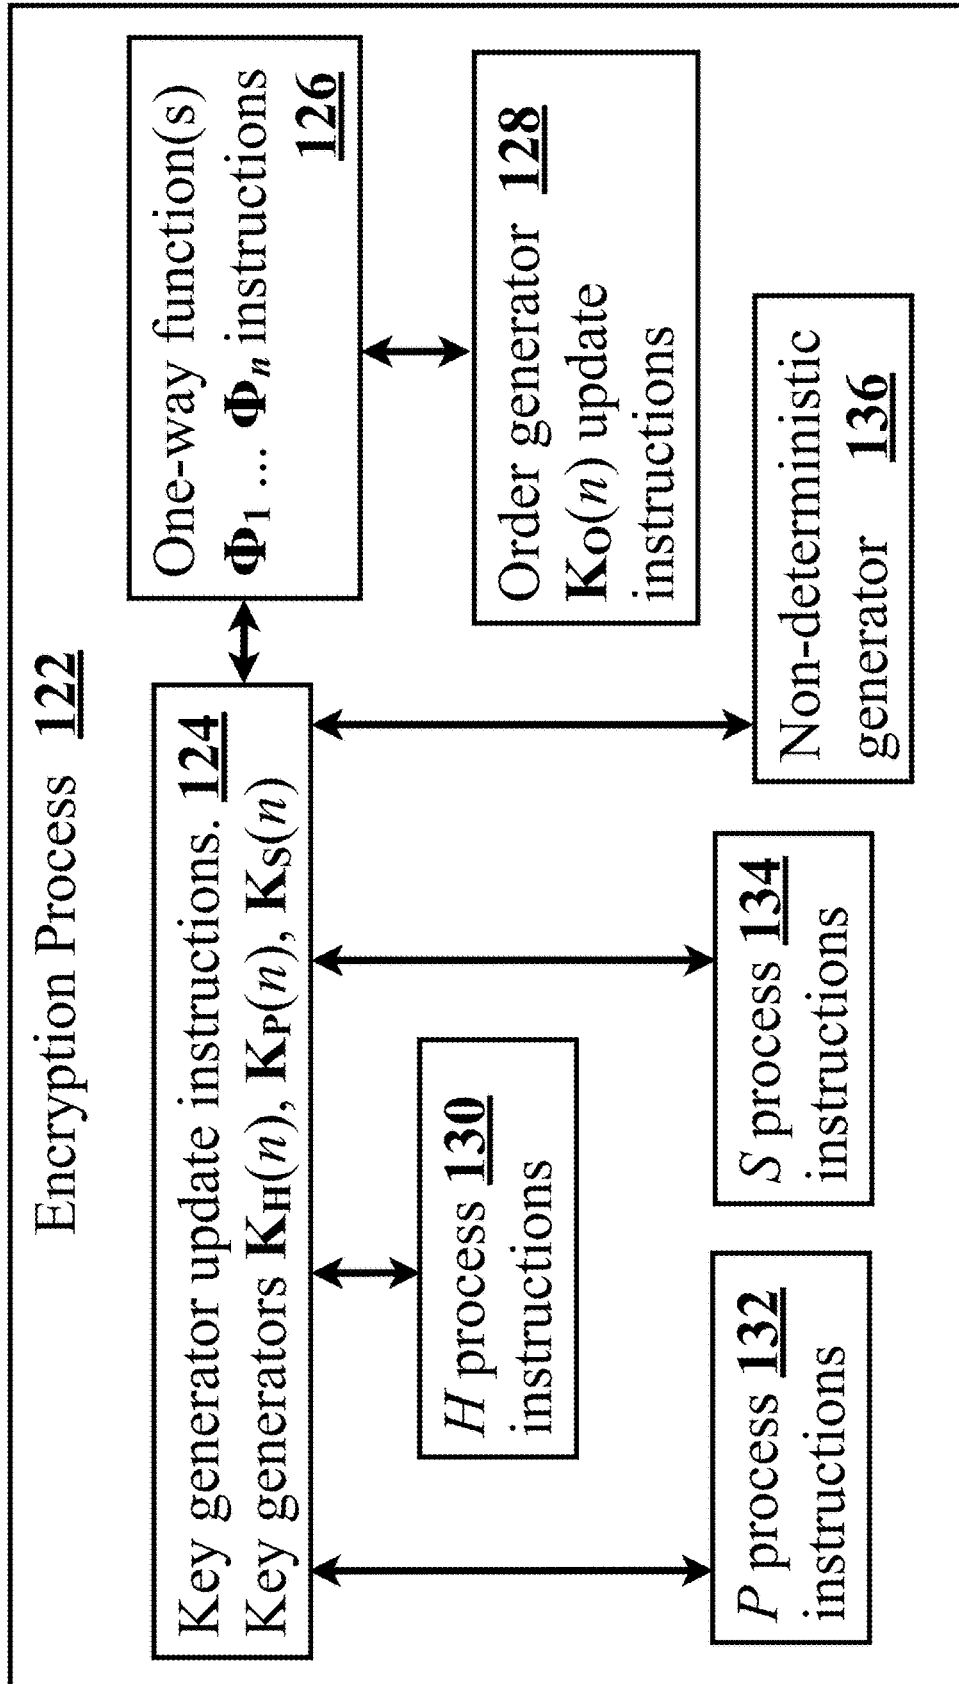 Encryption Process 122
Key generator update instructions. 124
Key generators K_H(n), K_P(n), K_S(n)
One-way function(s)
Φ_1 ... Φ_n instructions
126
H process 130
instructions
Order generator 128
K_O(n) update
instructions
P process 132
instructions
S process 134
instructions
Non-deterministic
generator 136